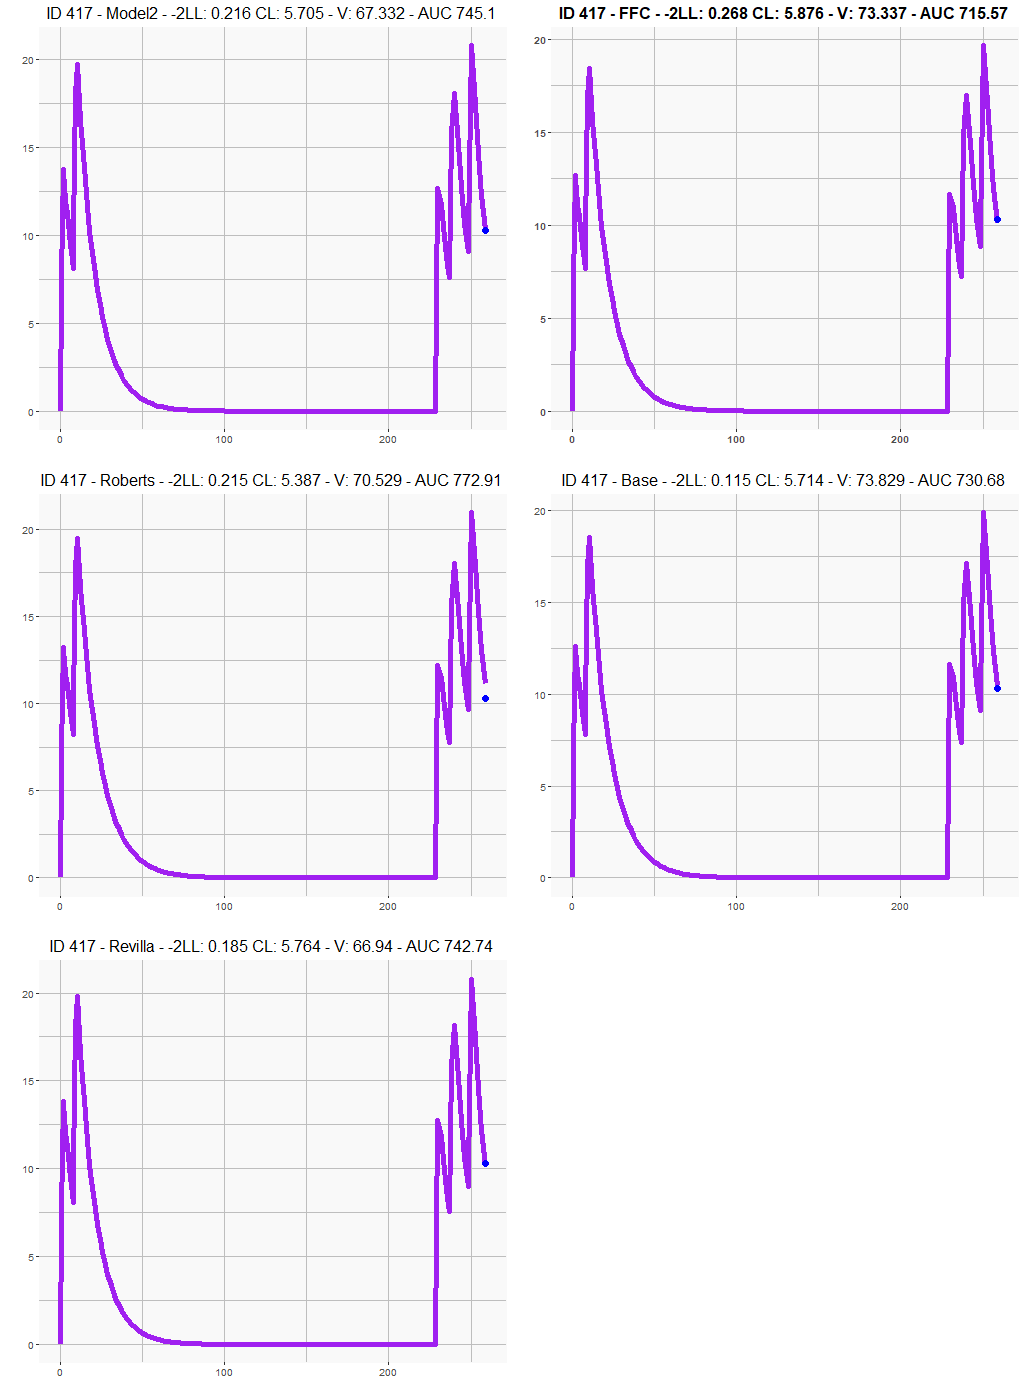 ID 417 - Model2 - -2LL: 0.216 CL: 5.705 - V: 67.332 - AUC 745.1
20
15
10
5
0
0 100 200
ID 417 - FFC - -2LL: 0.268 CL: 5.876 - V: 73.337 - AUC 715.57
20
15
10
5
0
0 100 200
ID 417 - Roberts - -2LL: 0.215 CL: 5.387 - V: 70.529 - AUC 772.91
20
15
10
5
0
0 100 200
ID 417 - Base - -2LL: 0.115 CL: 5.714 - V: 73.829 - AUC 730.68
20
15
10
5
0
0 100 200
ID 417 - Revilla - -2LL: 0.185 CL: 5.764 - V: 66.94 - AUC 742.74
20
15
10
5
0
0 100 200